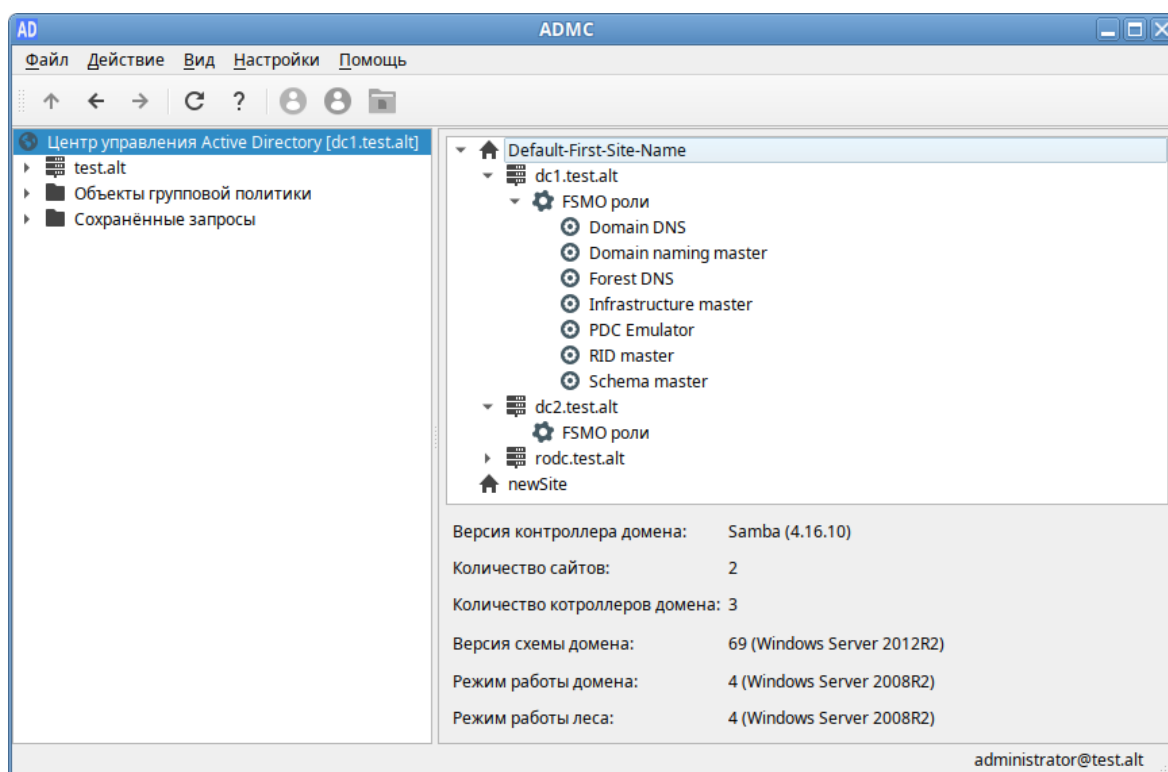 AD ADMC
Файл Действие Вид Настройки Помощь
?
Центр управления Active Directory [dc1.test.alt]
test.alt
Объекты групповой политики
Сохранённые запросы
Default-First-Site-Name
dc1.test.alt
FSMO роли
Domain DNS
Domain naming master
Forest DNS
Infrastructure master
PDC Emulator
RID master
Schema master
dc2.test.alt
FSMO роли
rodc.test.alt
newSite
Версия контроллера домена: Samba (4.16.10)
Количество сайтов: 2
Количество котроллеров домена: 3
Версия схемы домена: 69 (Windows Server 2012R2)
Режим работы домена: 4 (Windows Server 2008R2)
Режим работы леса: 4 (Windows Server 2008R2)
administrator@test.alt